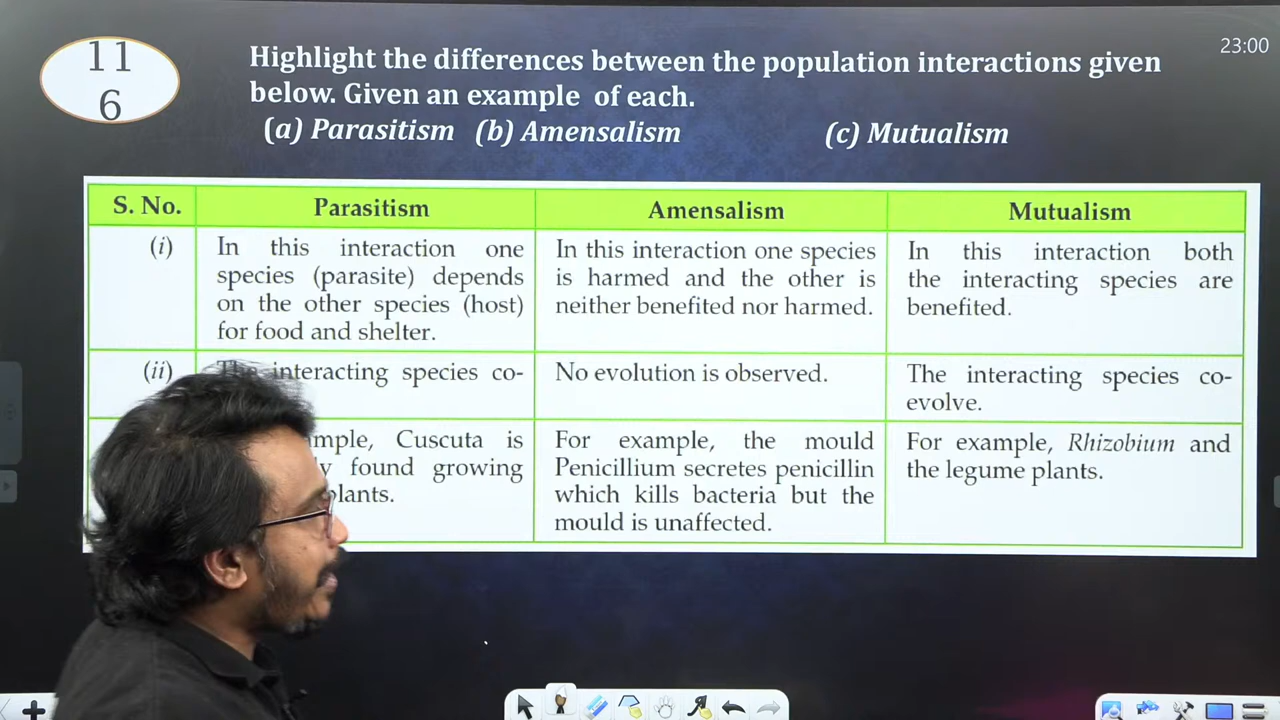 11
6
23:00
Highlight the differences between the population interactions given
below. Given an example of each.
(a) Parasitism (b) Amensalism (c) Mutualism
S. No. Parasitism Amensalism Mutualism
(i)
In this interaction one
species (parasite) depends
on the other species (host)
for food and shelter.
In this interaction one species
is harmed and the other is
neither benefited nor harmed.
In this interaction both
the interacting species are
benefited.
(ii)
interacting species co-
No evolution is observed.
The interacting species co-
evolve.
Cuscuta is
found growing
For example, the mould
Penicillium secretes penicillin
which kills bacteria but the
mould is unaffected.
For example, Rhizobium and
the legume plants.